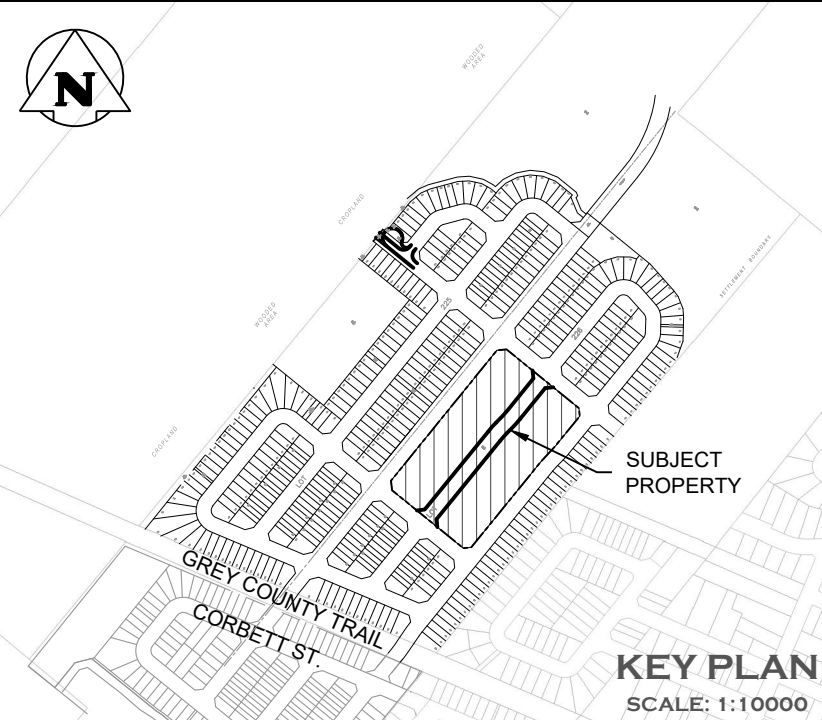 N
WOODED
AREA
CROPLAND
SETTLEMENT BOUNDARY
225
WOODED
AREA
226
CROPLAND
LOT
SUBJECT
PROPERTY
GREY COUNTY TRAIL
CORBETT ST.
KEY PLAN
SCALE: 1:10000